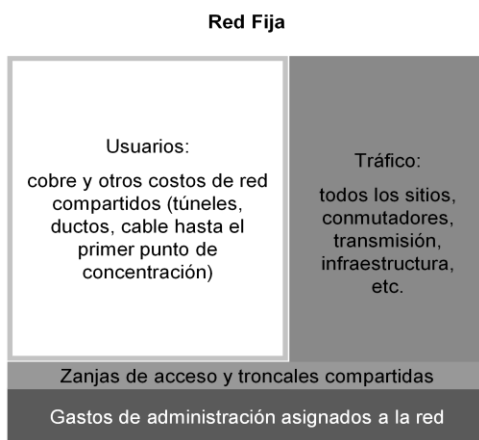 Red Fija
Usuarios:
cobre y otros costos de red
compartidos (túneles,
ductos, cable hasta el
primer punto de
concentración)
Tráfico:
todos los sitios,
conmutadores,
transmisión,
infraestructura,
etc.
Zanjas de acceso y troncales compartidas
Gastos de administración asignados a la red